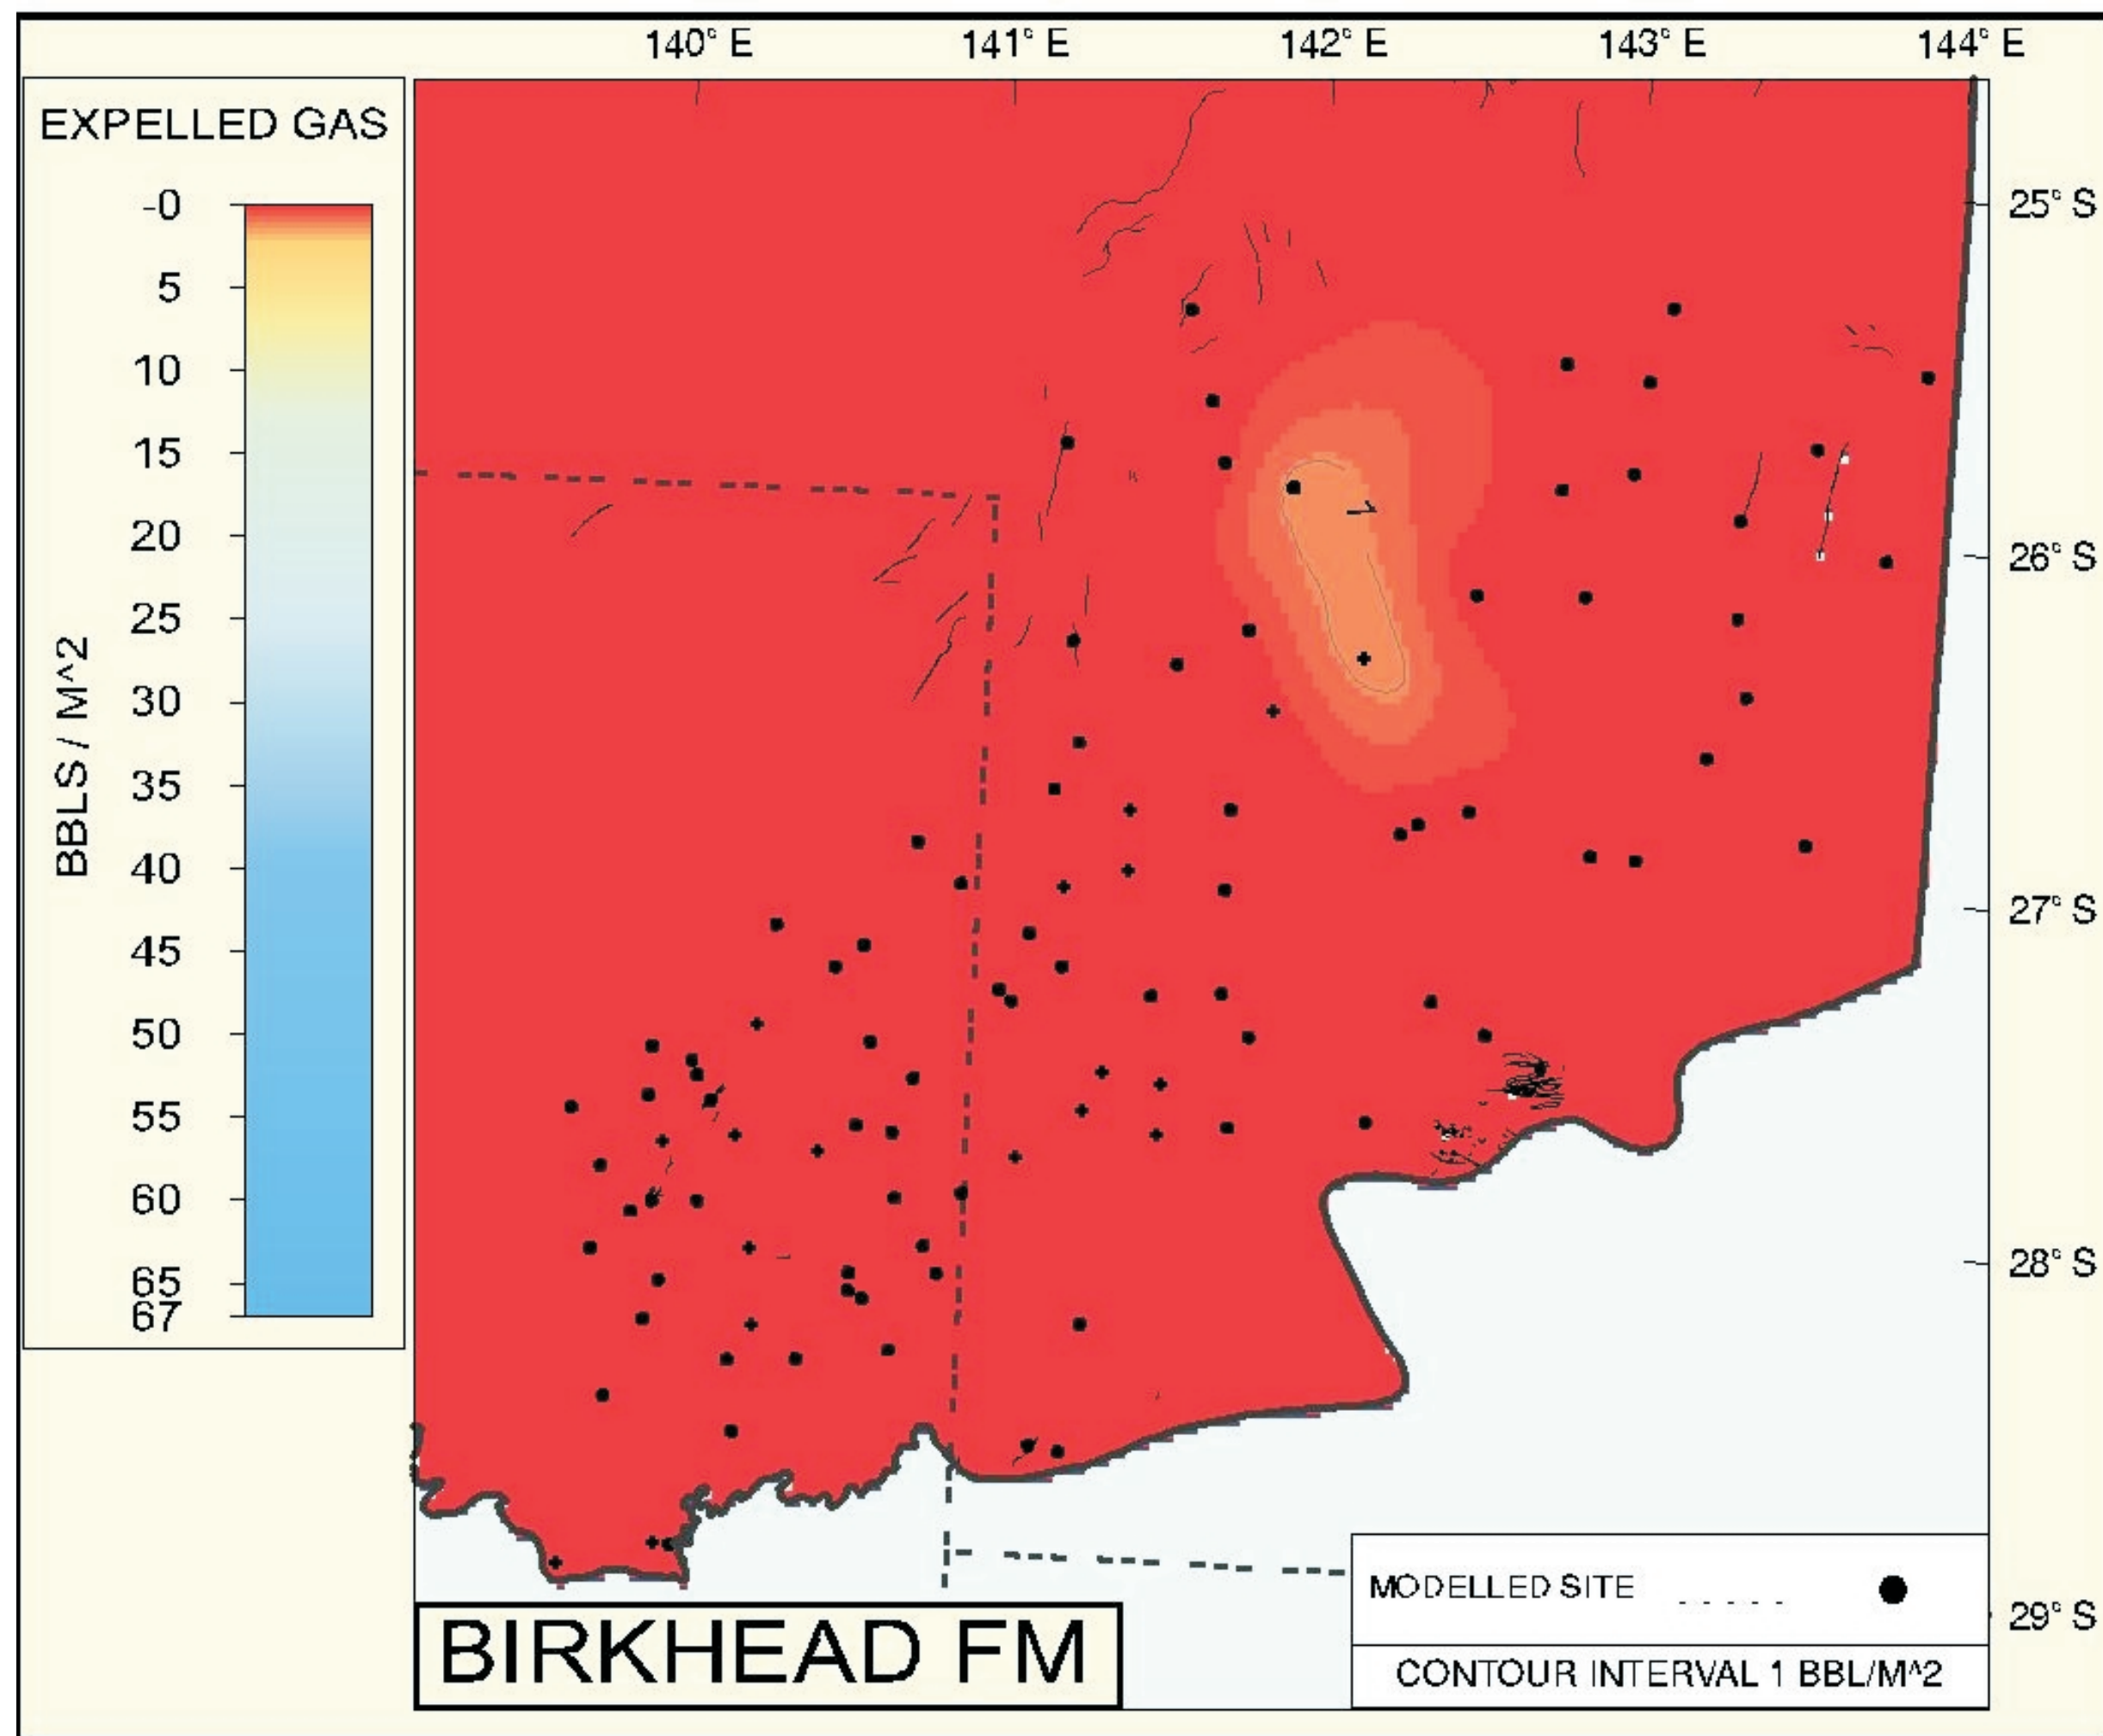 140° E 141° E 142° E 143° E 144° E
EXPELLED GAS
-0
5
10
15
20
25
30
35
40
45
50
55
60
65
67
BBLS / M^2
25° S
26° S
27° S
28° S
29° S
MODELLED SITE
CONTOUR INTERVAL 1 BBL/M^2
BIRKHEAD FM